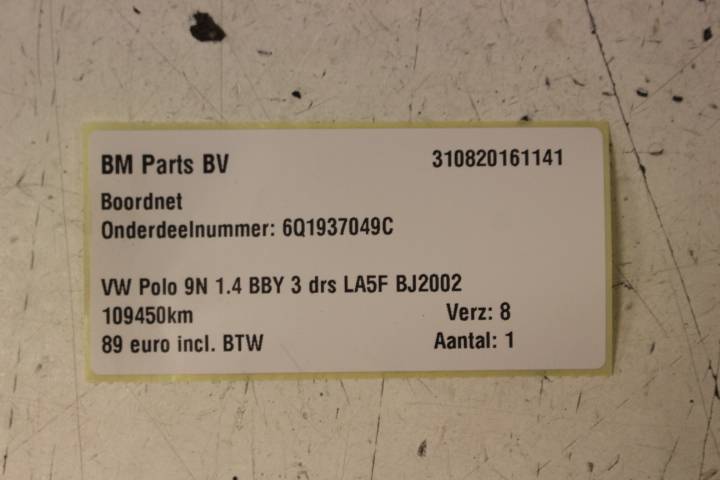 BM Parts BV 310820161141
Boordnet
Onderdeelnummer: 6Q1937049C
VW Polo 9N 1.4 BBY 3 drs LA5F BJ2002
109450km Verz: 8
89 euro incl. BTW Aantal: 1